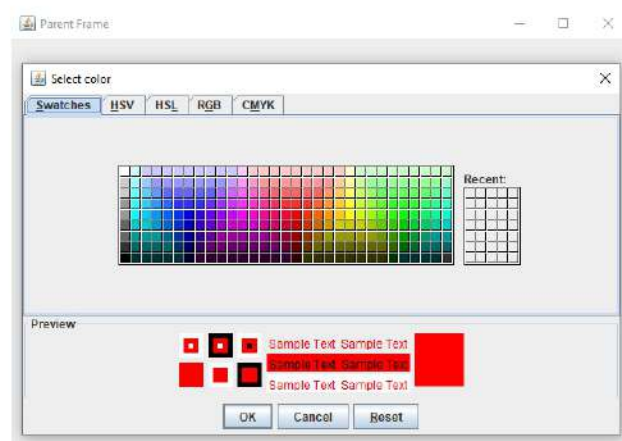 Parent Frame
Select color
Swatches HSV HSL RGB CMYK
Recent:
Preview
Sample Text Sample Text
Sample Text Sample Text
Sample Text Sample Text
OK Cancel Reset